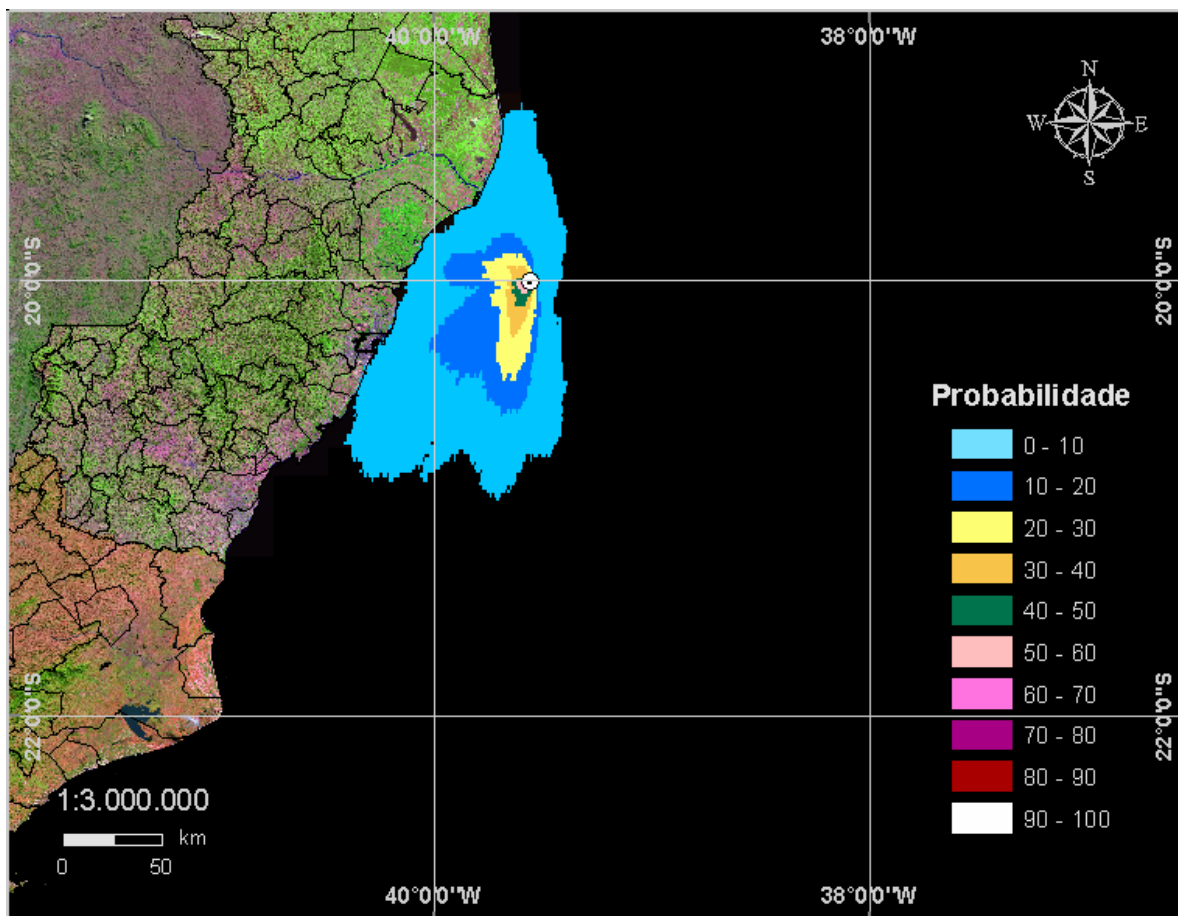 40°0'0"W
38°0'0"W
N
W
E
S
20°0'0"S
20°0'0"S
Probabilidade
0 - 10
10 - 20
20 - 30
30 - 40
40 - 50
50 - 60
60 - 70
70 - 80
80 - 90
90 - 100
22°0'0"S
22°0'0"S
1:3.000.000
km
0
50
40°0'0"W
38°0'0"W